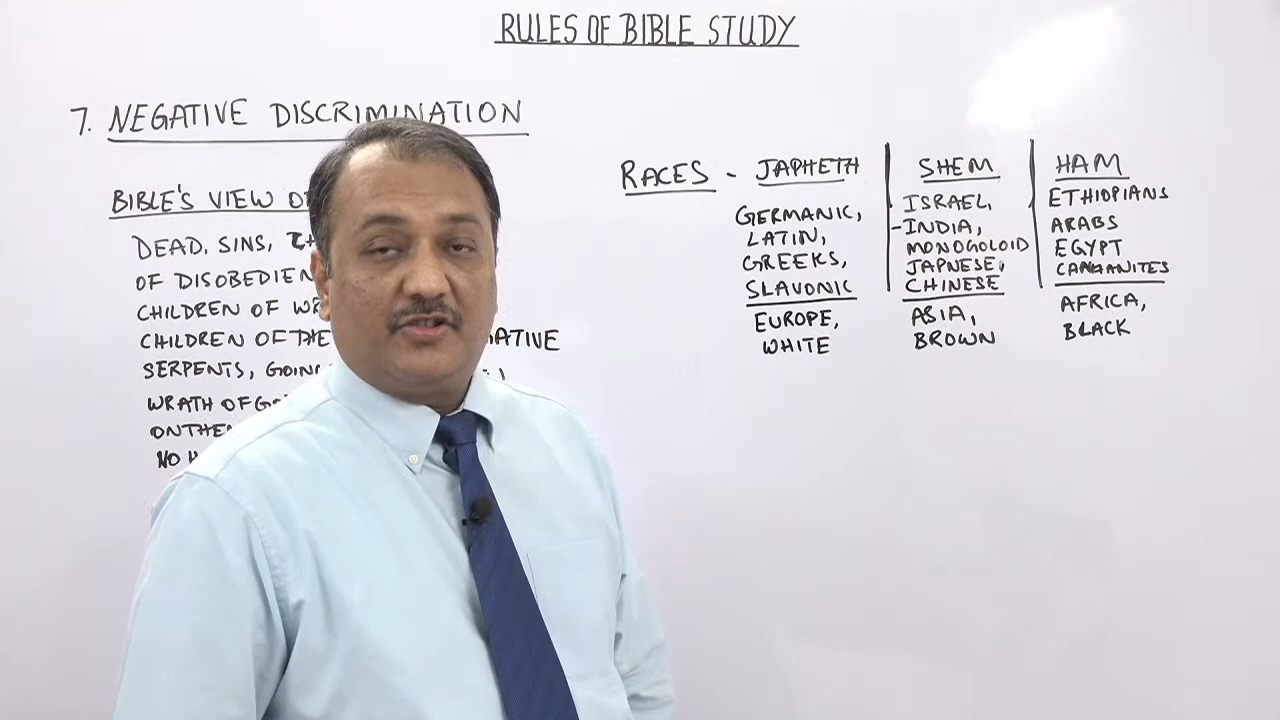 RULES OF BIBLE STUDY
7. NEGATIVE DISCRIMINATION
BIBLE'S VIEW
DEAD, SINS,
OF
CHILDREN OF
CHILDREN OF THE
SERPENTS,
WRATH OF
NO
RACES - JAPHETH
GERMANIC,
LATIN,
GREEKS,
SLAVONIC
EUROPE,
WHITE
SHEM
ISRAEL,
-INDIA,
MONOGOLOID
JAPNESE,
CHINESE
ASIA,
BROWN
HAM
ETHIOPIANS
ARABS
EGYPT
CANAANITES
AFRICA,
BLACK